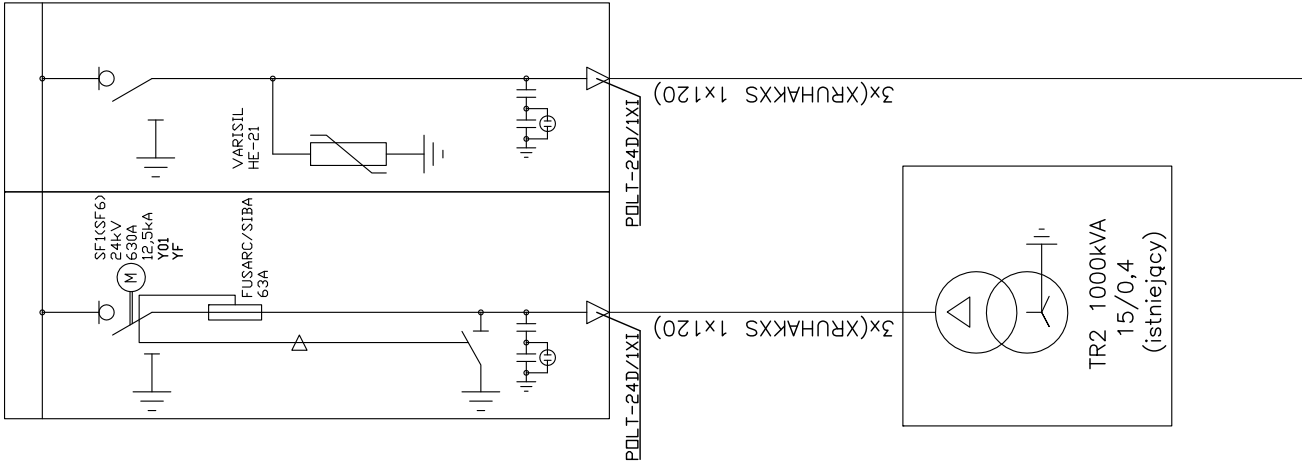 VARISIL
HE-21
POLT-24D/1XI
3x(XRUHAKXS 1x120)
SF1(SF6)
24kV
630A
12,5kA
Y01
YF
M
FUSARC/SIBA
63A
POLT-24D/1XI
3x(XRUHAKXS 1x120)
TR2 1000kVA
15/0,4
(istniejący)